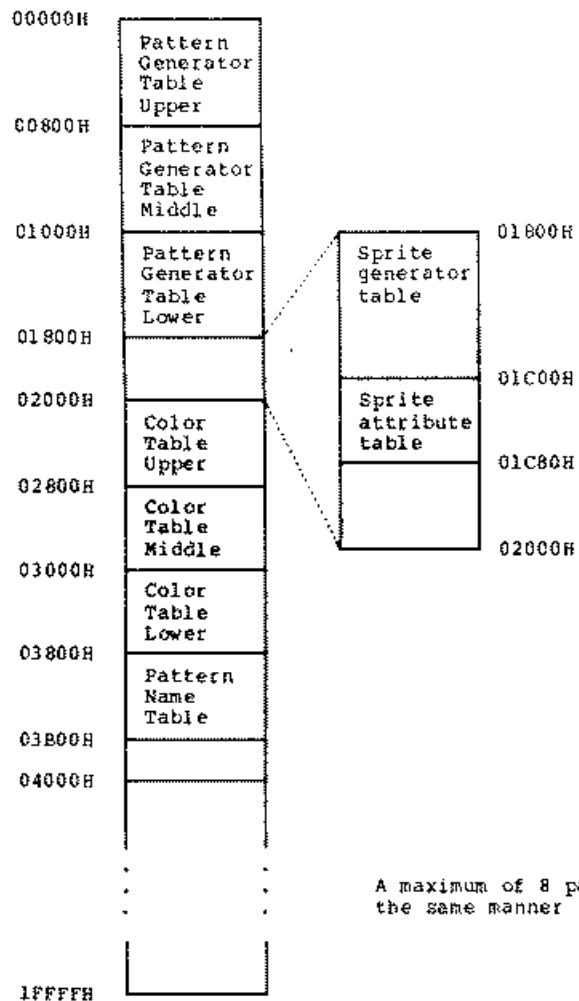 00000H
Pattern
Generator
Table
Upper
00800H
Pattern
Generator
Table
Middle
01000H
Pattern
Generator
Table
Lower
01800H
02000H
Color
Table
Upper
02800H
Color
Table
Middle
03000H
Color
Table
Lower
03800H
Pattern
Name
Table
03B00H
04000H
1FFFFH
01800H
Sprite
generator
table
01C00H
Sprite
attribute
table
01C80H
02000H
A maximum of 8 
the same manner